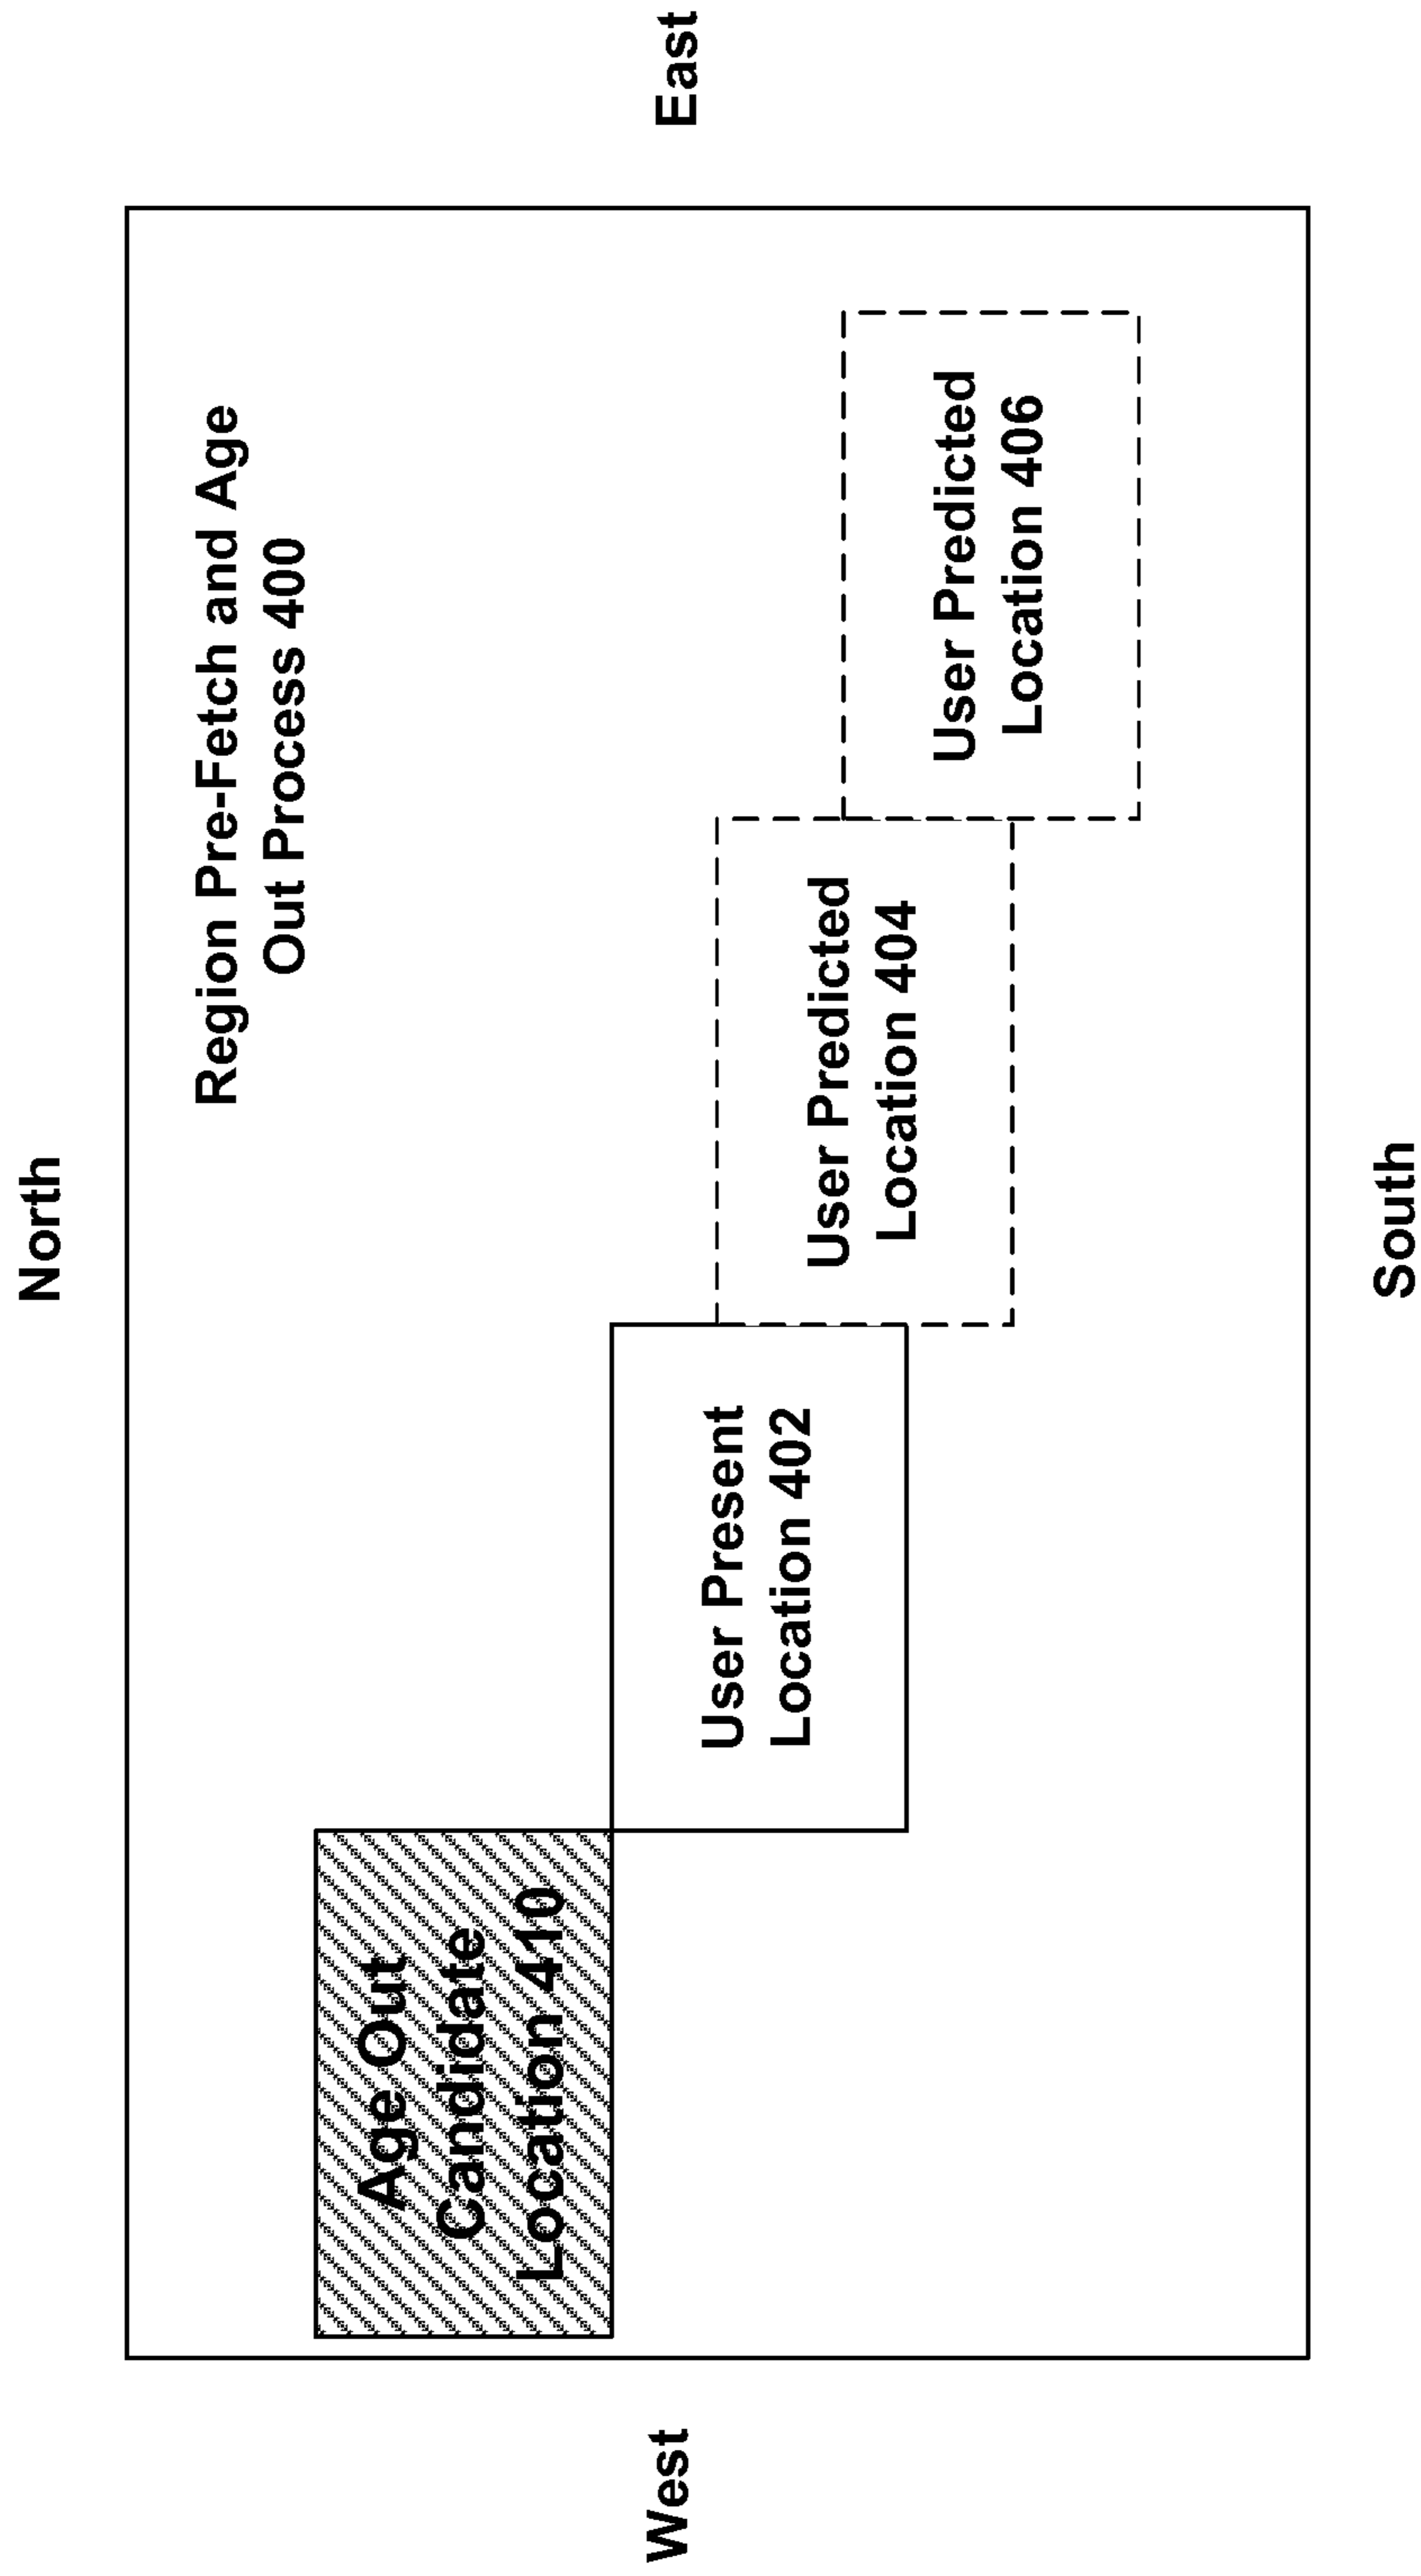 North
Region Pre-Fetch and Age
Out Process 400
Age Out
Candidate
Location 410
User Present
Location 402
User Predicted
Location 404
User Predicted
Location 406
West
East
South